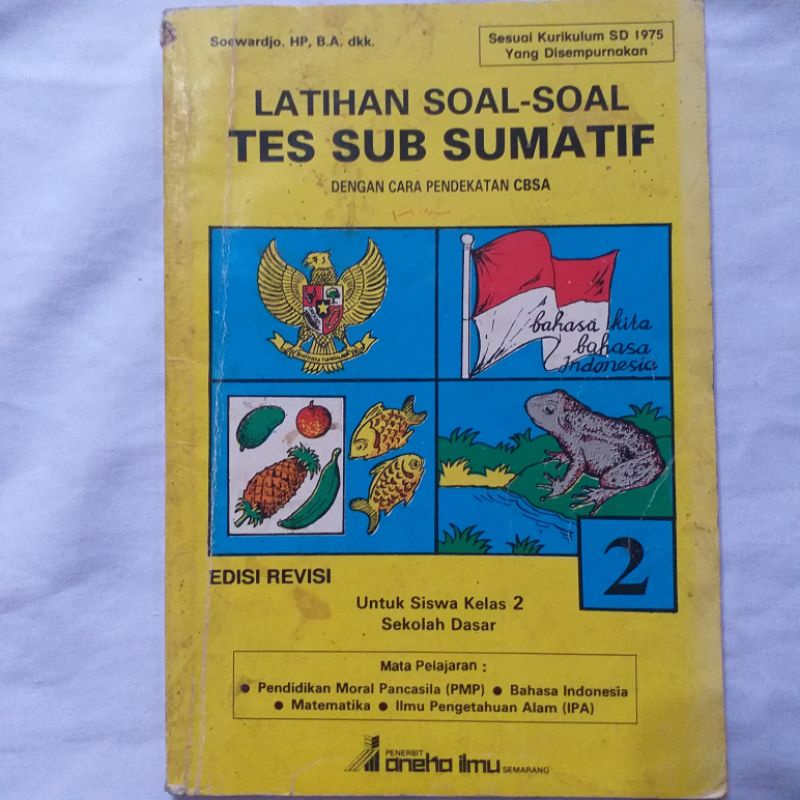 Soewardjo. HP, B.A. dkk.
Sesuai Kurikulum SD 1975
Yang Disempurnakan
LATIHAN SOAL-SOAL
TES SUB SUMATIF
DENGAN CARA PENDEKATAN CBSA
bahasa kita
bahasa
Indonesia
2
EDISI REVISI
Untuk Siswa Kelas 2
Sekolah Dasar
Mata Pelajaran :
● Pendidikan Moral Pancasila (PMP) ● Bahasa Indonesia
● Matematika ● Ilmu Pengetahuan Alam (IPA)
PENERBIT
aneka ilmu SEMARANG